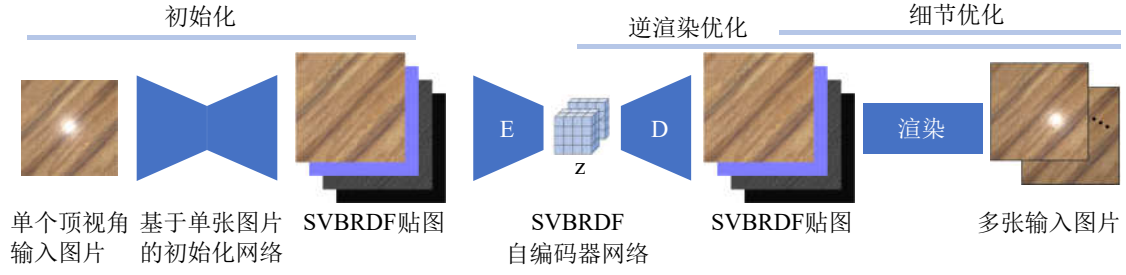 初始化
逆渲染优化
细节优化
E
D
渲染
z
单个顶视角
输入图片
基于单张图片
的初始化网络
SVBRDF贴图
SVBRDF
自编码器网络
SVBRDF贴图
多张输入图片